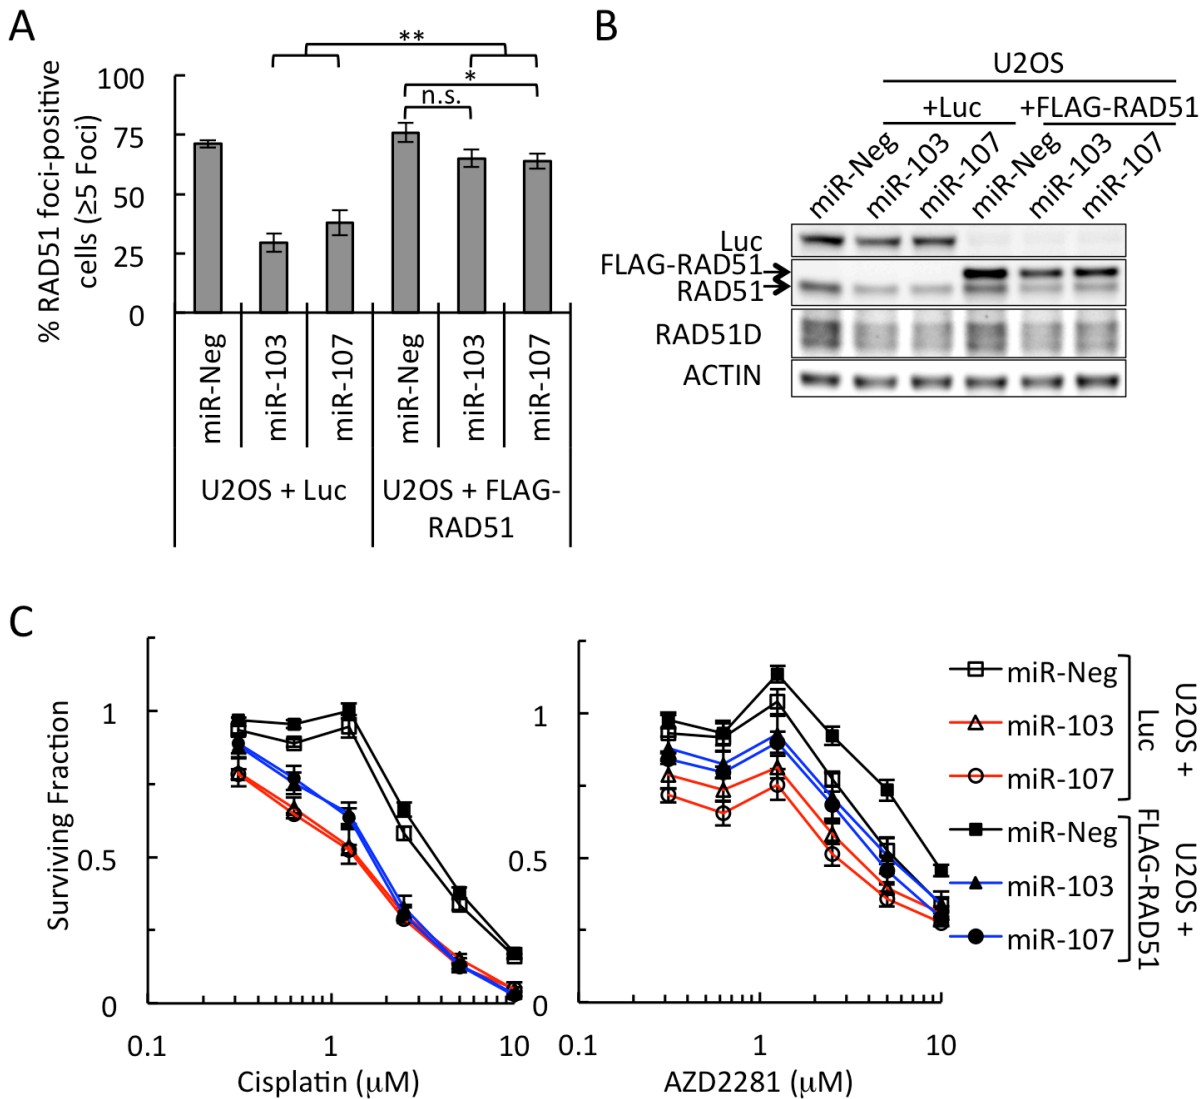 A
**
*
n.s.
100
75
50
25
0
% RAD51 foci-positive
cells (≥5 Foci)
miR-Neg
miR-103
miR-107
miR-Neg
miR-103
miR-107
U2OS + Luc
U2OS + FLAG-
RAD51
B
U2OS
+Luc
+FLAG-RAD51
miR-Neg
miR-103
miR-107
miR-Neg
miR-103
miR-107
Luc
FLAG-RAD51
RAD51
RAD51D
ACTIN
C
Surviving Fraction
1
0.5
0
0.1
1
10
Cisplatin (μM)
1
0.5
0
0.1
1
10
AZD2281 (μM)
miR-Neg
miR-103
miR-107
U2OS +
Luc
miR-Neg
miR-103
miR-107
U2OS +
FLAG-RAD51